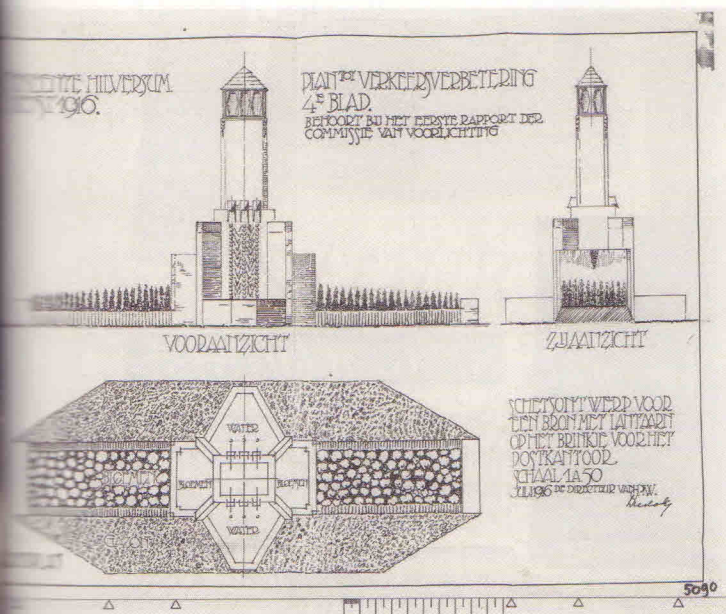 HILVERSUM
1916.
PLAN TOT VERKEERSVERBETERING
4E BLAD.
BEHOORT BIJ HET EERSTE RAPPORT DER
COMMISSIE VAN VOORLICHTING
VOORAANZICHT
ZIJAANZICHT
WATER
BLOEMEN
BLOEMEN
BLOEMEN
WATER
SCHETSONTWERP VOOR
EEN BRON MET LANTAARN
OP HET BRINKJE VOOR HET
POSTKANTOOR
SCHAAL 1 A 50
JULI 1916 DE DIRECTEUR VAN P.W.
Dudok
5090